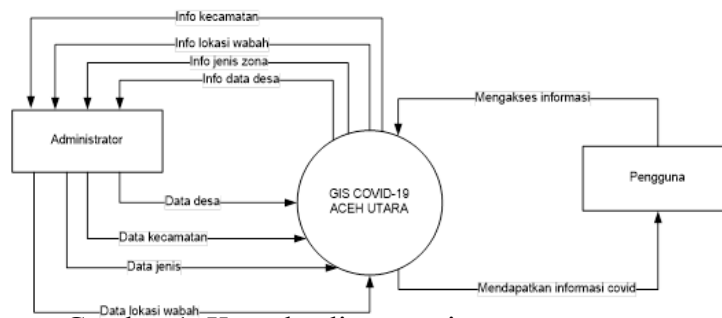 Info kecamatan
Info lokasi wabah
Info jenis zona
Info data desa
Administrator
Mengakses informasi
GIS COVID-19
ACEH UTARA
Pengguna
Data desa
Data kecamatan
Data jenis
Mendapatkan informasi covid
Data lokasi wabah